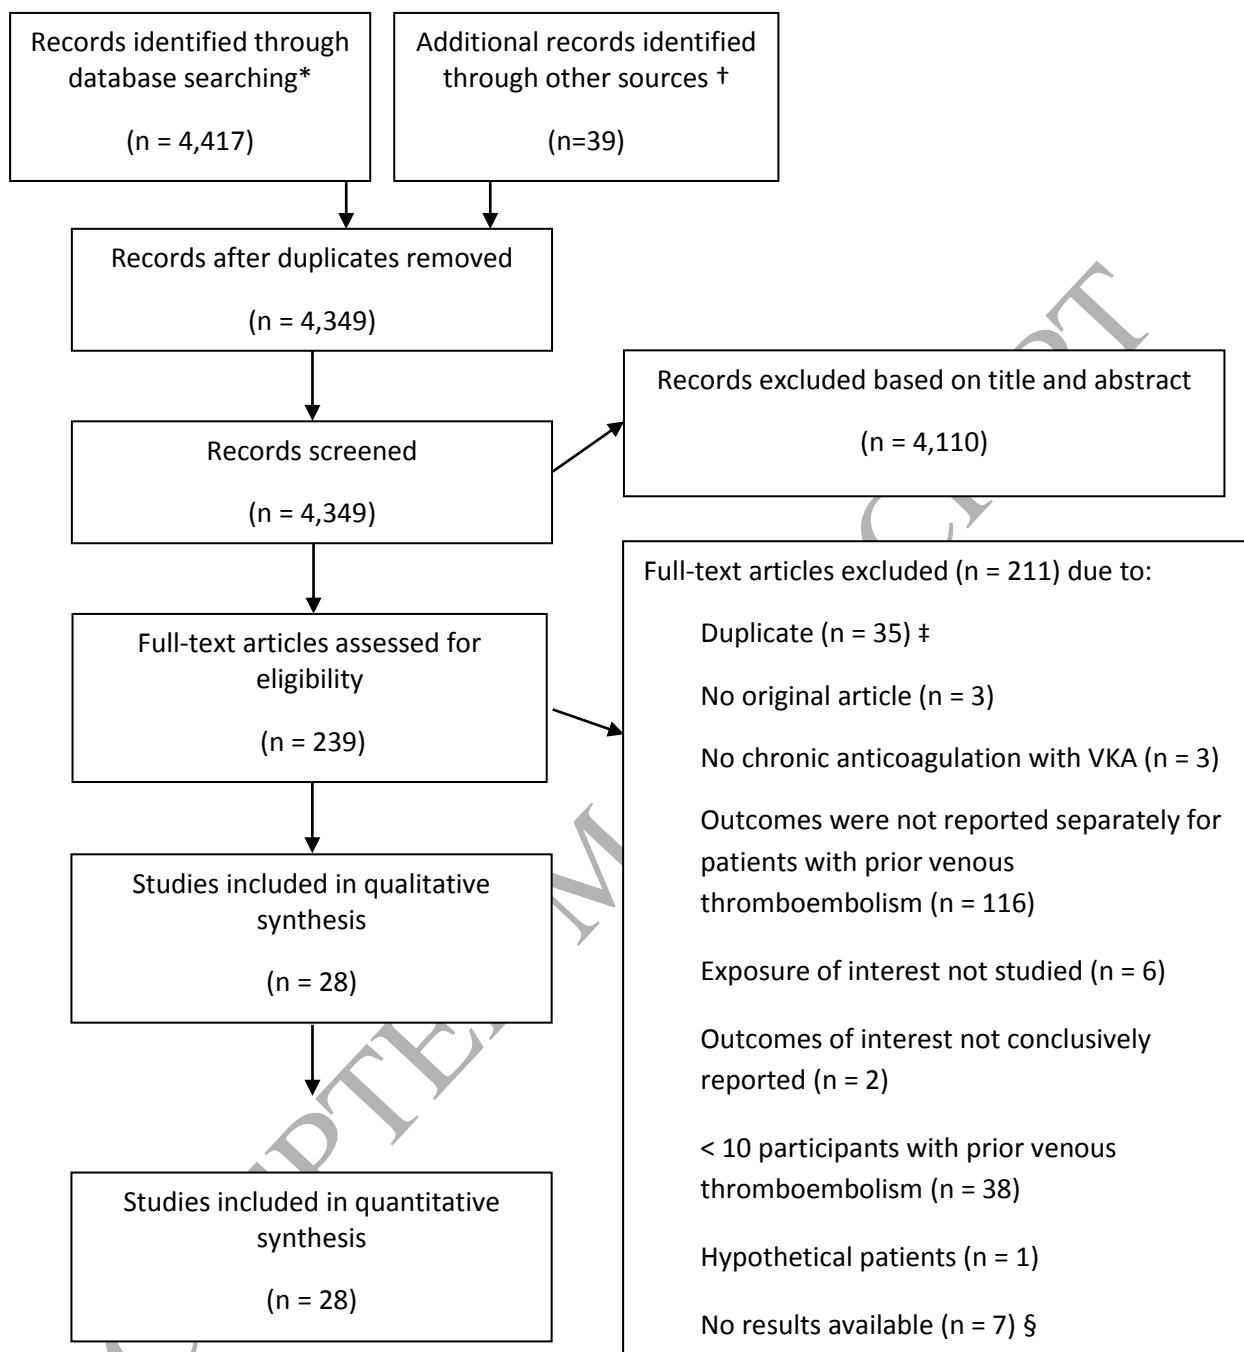 Records identified through
database searching*
(n = 4,417)
Additional records identified
through other sources †
(n=39)
Records after duplicates removed
(n = 4,349)
Records screened
(n = 4,349)
Records excluded based on title and abstract
(n = 4,110)
Full-text articles assessed for
eligibility
(n = 239)
Full-text articles excluded (n = 211) due to:
Duplicate (n = 35) ‡
No original article (n = 3)
No chronic anticoagulation with VKA (n = 3)
Outcomes were not reported separately for
patients with prior venous
thromboembolism (n = 116)
Exposure of interest not studied (n = 6)
Outcomes of interest not conclusively
reported (n = 2)
< 10 participants with prior venous
thromboembolism (n = 38)
Hypothetical patients (n = 1)
No results available (n = 7) §
Studies included in qualitative
synthesis
(n = 28)
Studies included in quantitative
synthesis
(n = 28)